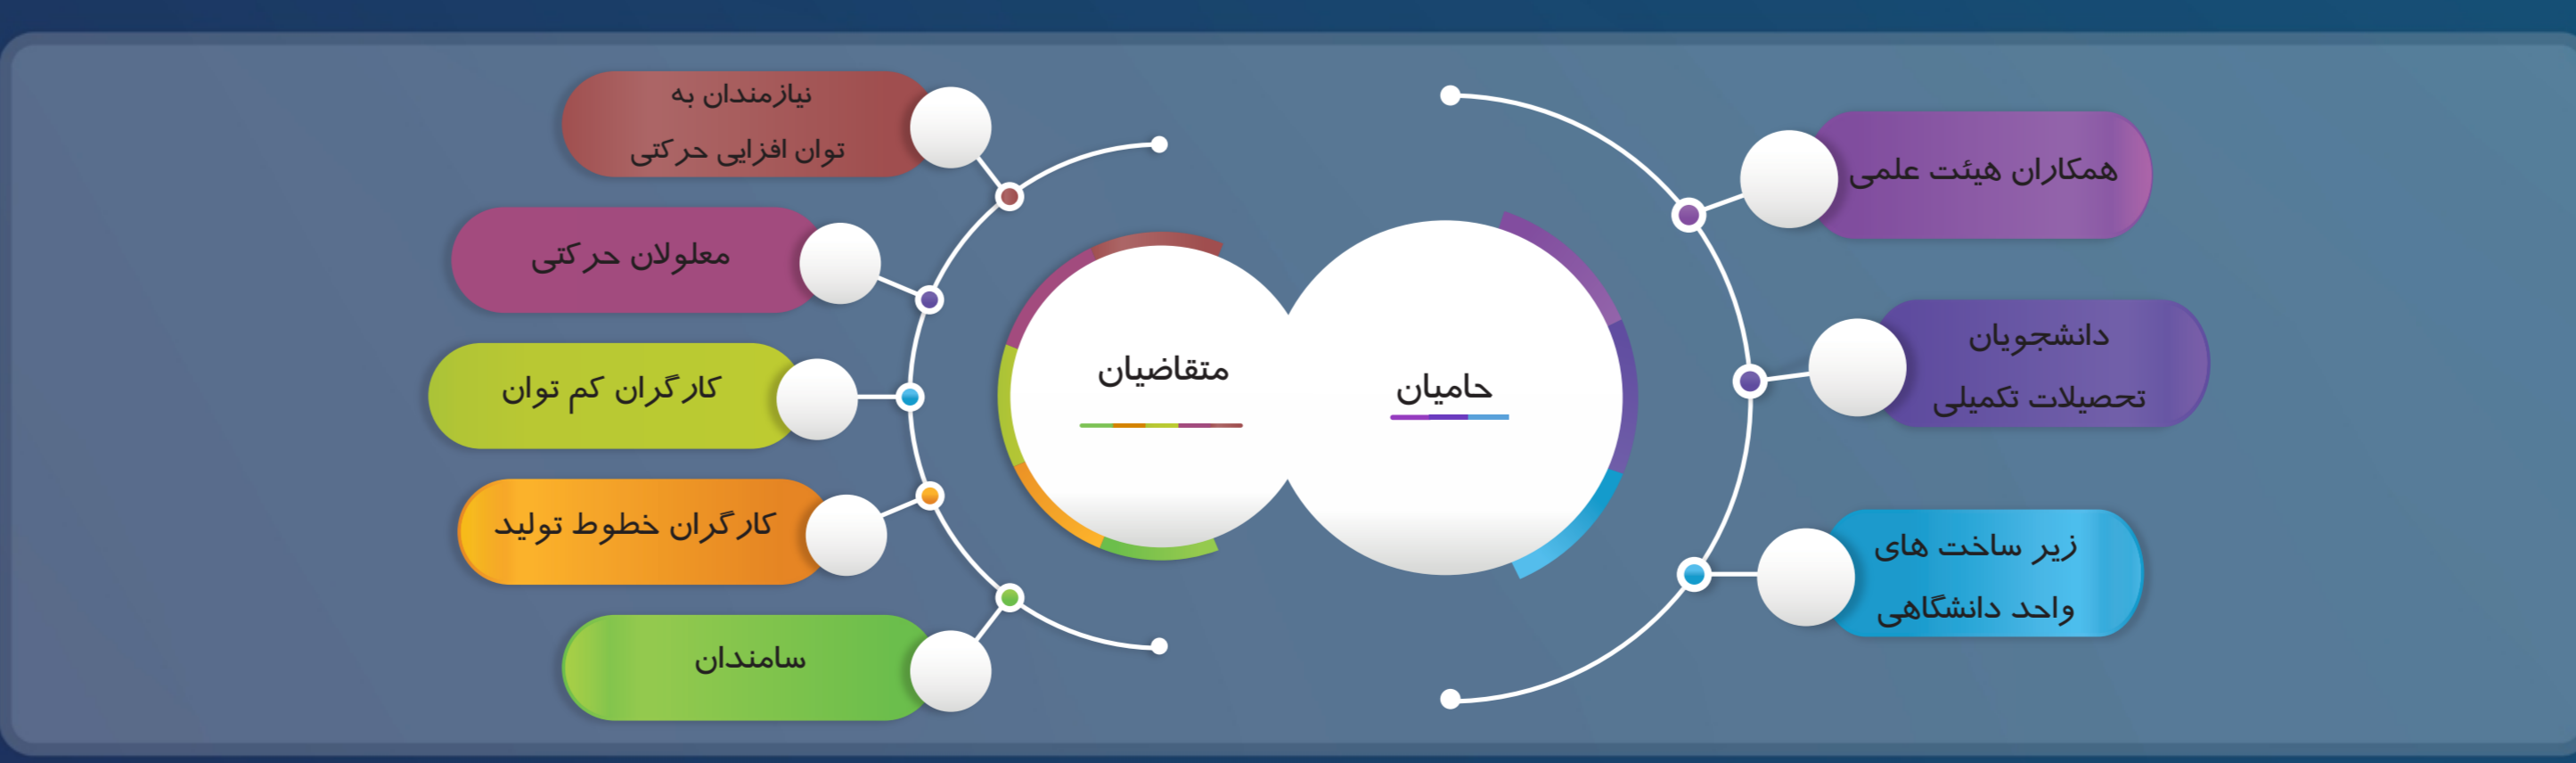 همکاران هیئت علمی
دانشجویان
تحصیلات تکمیلی
زیر ساخت های
واحد دانشگاهی
حامیان
متقاضیان
نیازمندان به
توان افزایی حرکتی
معلولان حرکتی
کارگران کم توان
کارگران خطوط تولید
سامندان